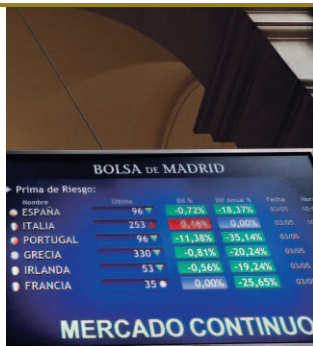 BOLSA DE MADRID
Prima de Riesgo:
Nombre Último Dif % Dif. Anual % Fecha
ESPAÑA 96 -0,72% -18,37% 03/05
ITALIA 253 0,16% 0,00% 03/05
PORTUGAL 96 -11,38% -35,14% 03/05
GRECIA 330 -0,81% -20,24% 03/05
IRLANDA 53 -0,56% -19,24% 03/05
FRANCIA 35 0,00% -25,65%
MERCADO CONTINUO